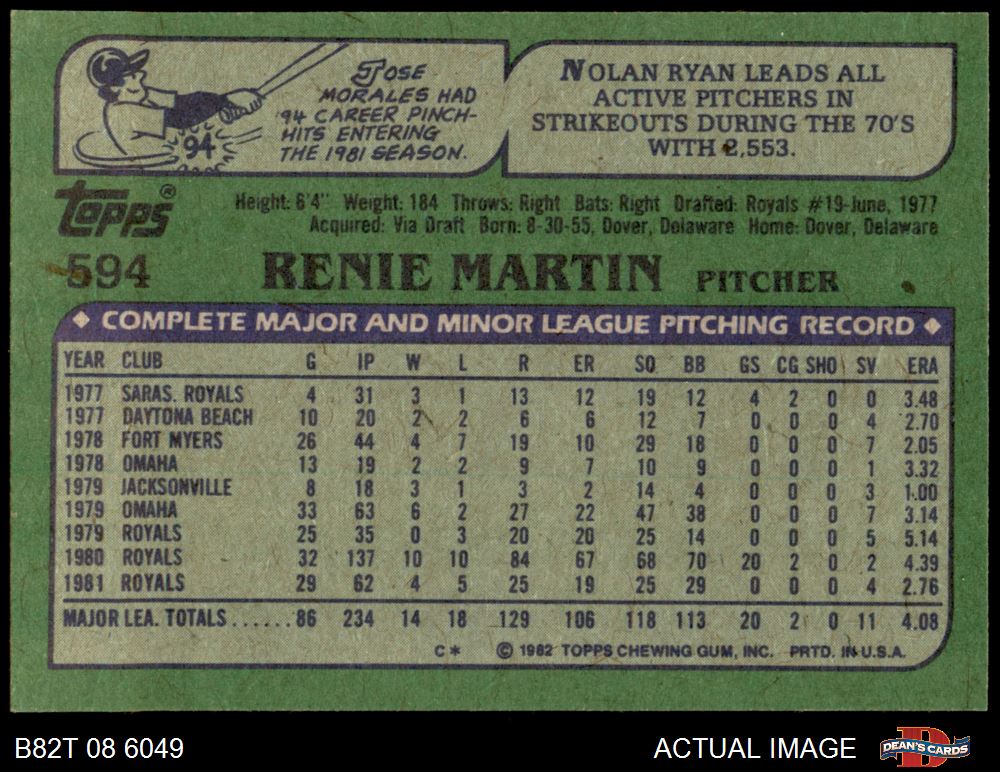 JOSE
MORALES HAD
94 CAREER PINCH-
HITS ENTERING
THE 1981 SEASON.
94
NOLAN RYAN LEADS ALL
ACTIVE PITCHERS IN
STRIKEOUTS DURING THE 70'S
WITH 2,553.
Topps®
Height: 6'4" Weight: 184 Throws: Right Bats: Right Drafted: Royals #19-June, 1977
Acquired: Via Draft Born: 8-30-55, Dover, Delaware Home: Dover, Delaware
594 RENIE MARTIN PITCHER
◆ COMPLETE MAJOR AND MINOR LEAGUE PITCHING RECORD ◆
YEAR CLUB G IP W L R ER SO BB GS CG SHO SV ERA
1977 SARAS. ROYALS 4 31 3 1 13 12 19 12 4 2 0 0 3.48
1977 DAYTONA BEACH 10 20 2 2 6 6 12 7 0 0 0 4 2.70
1978 FORT MYERS 26 44 4 7 19 10 29 18 0 0 0 7 2.05
1978 OMAHA 13 19 2 2 9 7 10 9 0 0 0 1 3.32
1979 JACKSONVILLE 8 18 3 1 3 2 14 4 0 0 0 3 1.00
1979 OMAHA 33 63 6 2 27 22 47 38 0 0 0 7 3.14
1979 ROYALS 25 35 0 3 20 20 25 14 0 0 0 5 5.14
1980 ROYALS 32 137 10 10 84 67 68 70 20 2 0 2 4.39
1981 ROYALS 29 62 4 5 25 19 25 29 0 0 0 4 2.76
MAJOR LEA. TOTALS......86 234 14 18 129 106 118 113 20 2 0 11 4.08
C* © 1982 TOPPS CHEWING GUM, INC. PRTD. IN U.S.A.
B82T 08 6049 ACTUAL IMAGE DEAN'S CARDS